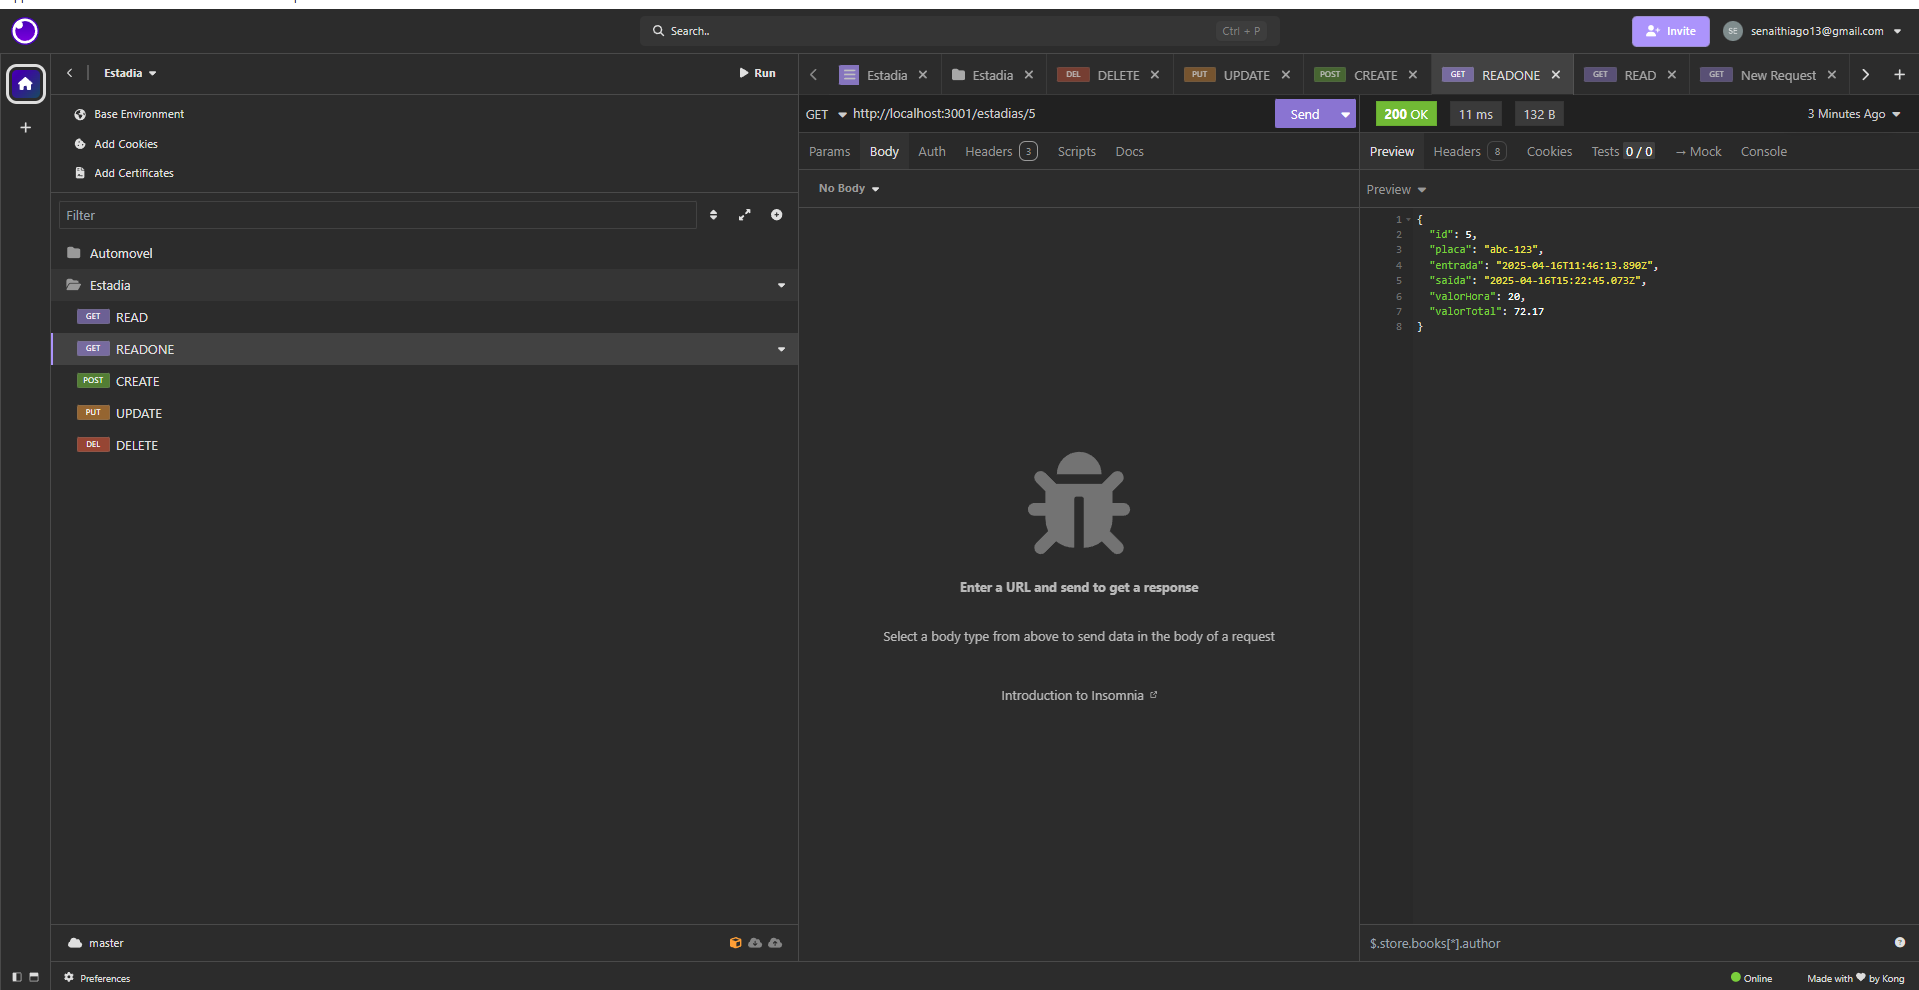 Search..
Ctrl + P
Invite
SE
senaithiago13@gmail.com
Estadia
Run
Base Environment
Add Cookies
Add Certificates
Filter
Automovel
Estadia
GET READ
GET READONE
POST CREATE
PUT UPDATE
DEL DELETE
master
Preferences
Estadia
Estadia
DEL DELETE
PUT UPDATE
POST CREATE
GET READONE
GET READ
GET New Request
GET http://localhost:3001/estadias/5
Send
Params Body Auth Headers 3 Scripts Docs
No Body
Enter a URL and send to get a response
Select a body type from above to send data in the body of a request
Introduction to Insomnia
200 OK 11 ms 132 B
3 Minutes Ago
Preview Headers 8 Cookies Tests 0 / 0 → Mock Console
Preview
1 {
2 "id": 5,
3 "placa": "abc-123",
4 "entrada": "2025-04-16T11:46:13.890Z",
5 "saida": "2025-04-16T15:22:45.073Z",
6 "valorHora": 20,
7 "valorTotal": 72.17
8 }
$.store.books[*].author
Online
Made with ♥ by Kong